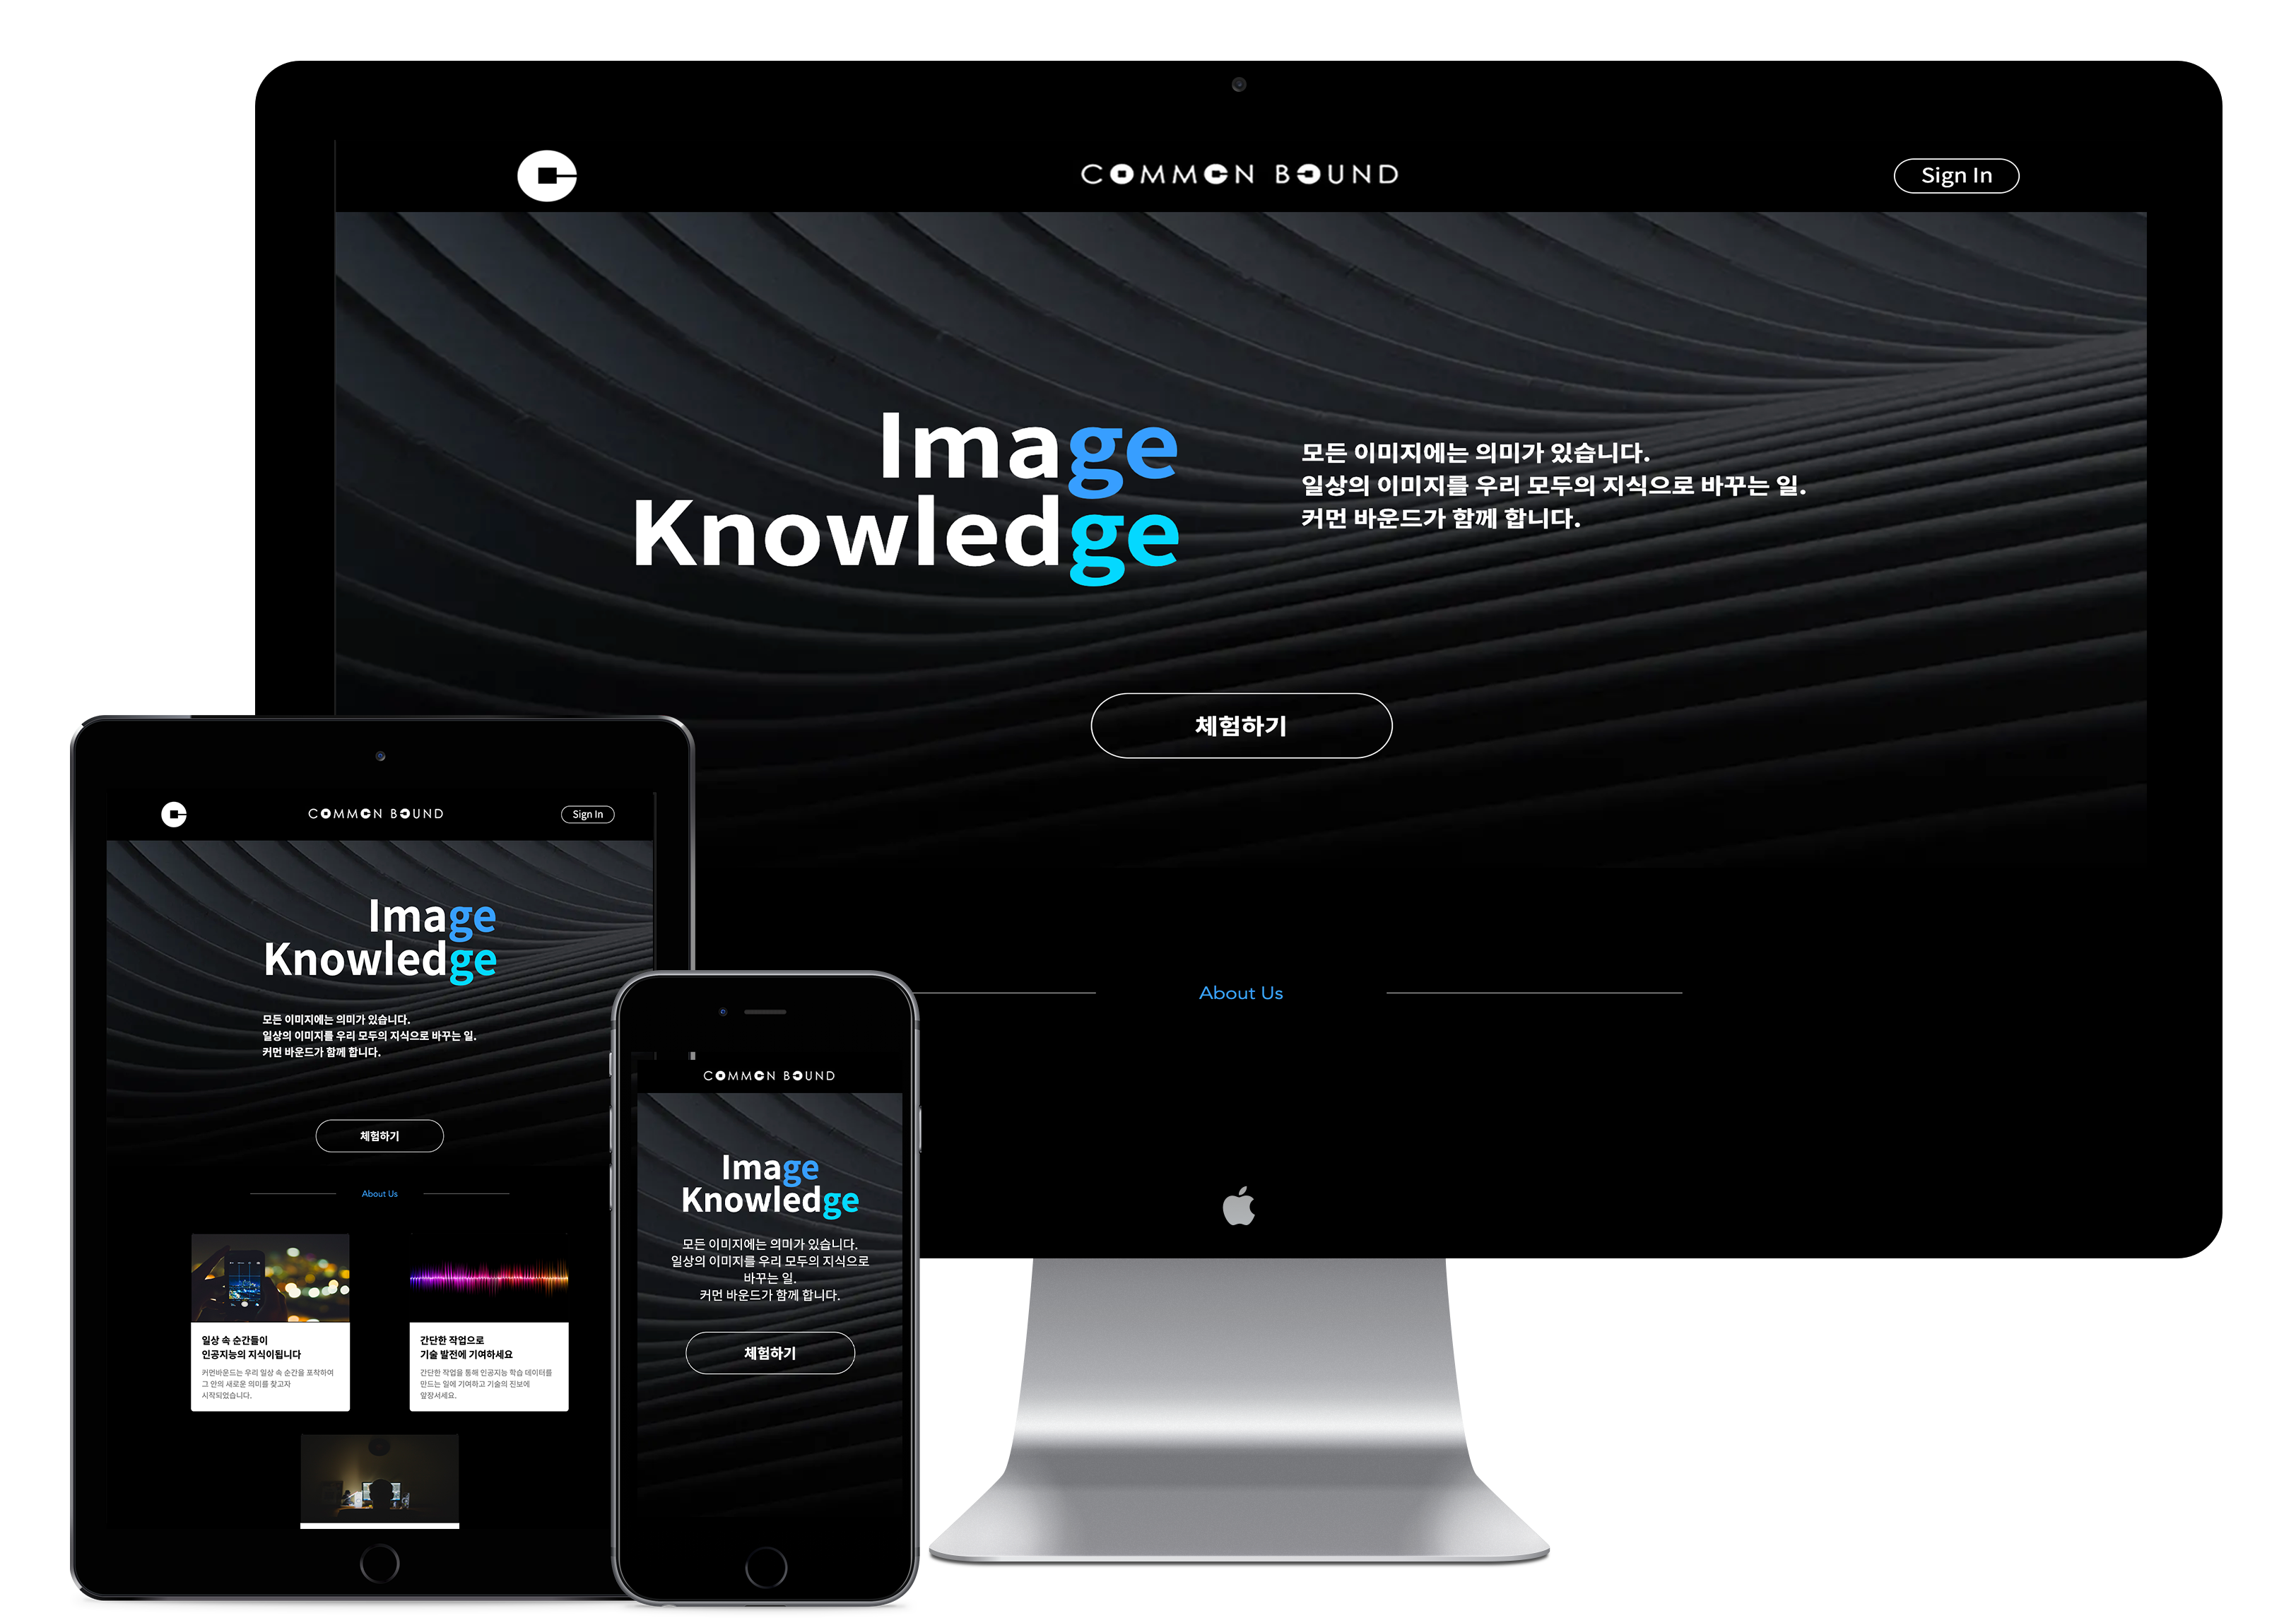 COMMON BOUND
Sign In
Image
Knowledge
모든 이미지에는 의미가 있습니다.
일상의 이미지를 우리 모두의 지식으로 바꾸는 일.
커먼 바운드가 함께 합니다.
체험하기
About Us
COMMON BOUND
Sign In
Image
Knowledge
모든 이미지에는 의미가 있습니다.
일상의 이미지를 우리 모두의 지식으로 바꾸는 일.
커먼 바운드가 함께 합니다.
체험하기
About Us
일상 속 순간들이
인공지능의 지식이됩니다
커먼바운드는 우리 일상 속 순간을 포착하여
그 안의 새로운 의미를 찾고자
시작되었습니다.
간단한 작업으로
기술 발전에 기여하세요
간단한 작업을 통해 인공지능 학습 데이터를
만드는 일에 기여하고 기술의 진보에
앞장서세요.
COMMON BOUND
Image
Knowledge
모든 이미지에는 의미가 있습니다.
일상의 이미지를 우리 모두의 지식으로
바꾸는 일.
커먼 바운드가 함께 합니다.
체험하기